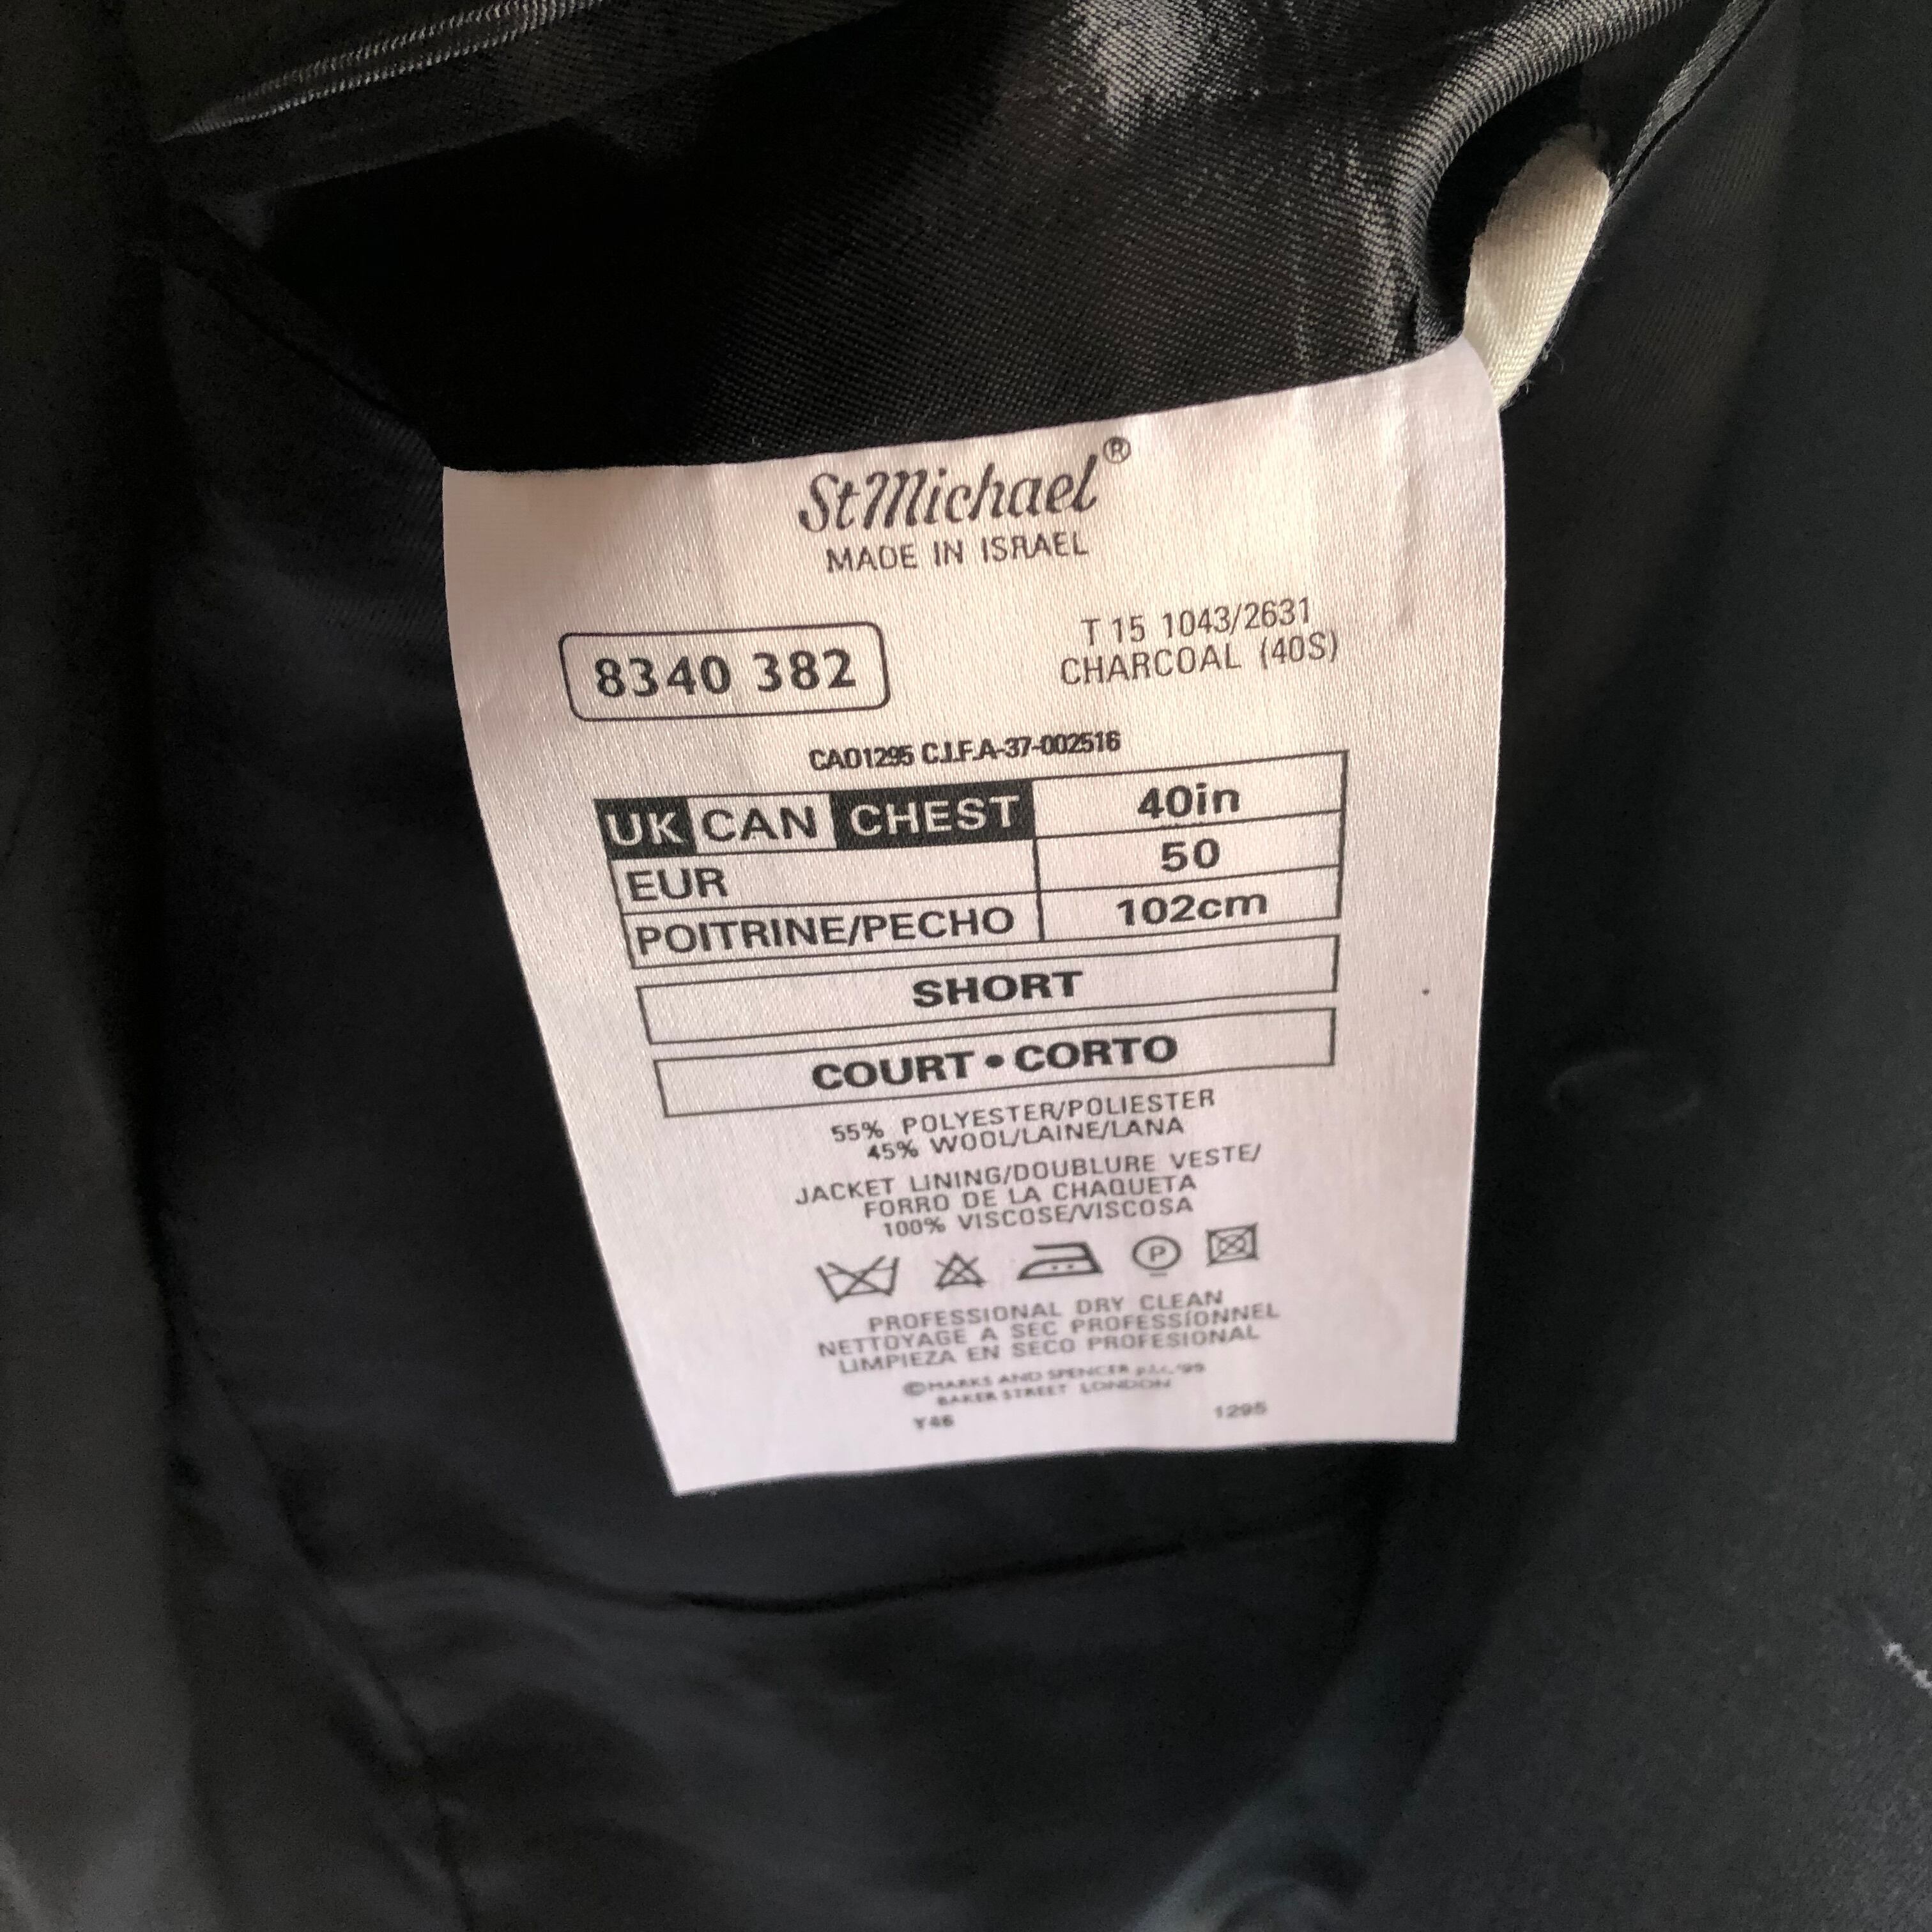 StMichael®
MADE IN ISRAEL
8340 382
T 15 1043/2631
CHARCOAL (40S)
CA01295 C.I.F.A-37-002516
UK CAN CHEST 40in
EUR 50
POITRINE/PECHO 102cm
SHORT
COURT • CORTO
55% POLYESTER/POLIESTER
45% WOOL/LAINE/LANA
JACKET LINING/DOUBLURE VESTE/
FORRO DE LA CHAQUETA
100% VISCOSE/VISCOSA
P
PROFESSIONAL DRY CLEAN
NETTOYAGE A SEC PROFESSIONNEL
LIMPIEZA EN SECO PROFESIONAL
©MARKS AND SPENCER p.l.c.
BAKER STREET LONDON
Y46 1295